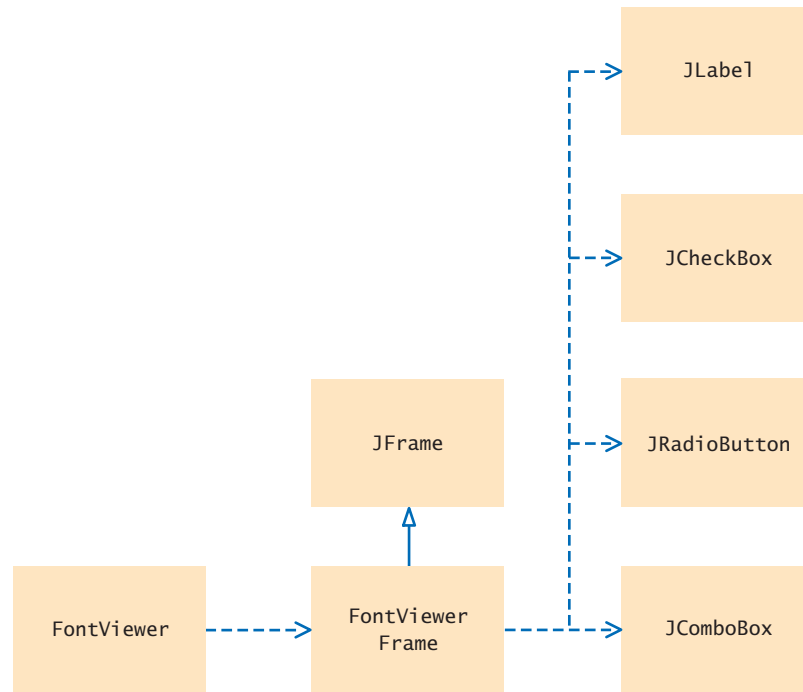 JLabel
JCheckBox
JFrame
JRadioButton
FontViewer
FontViewer
Frame
JComboBox